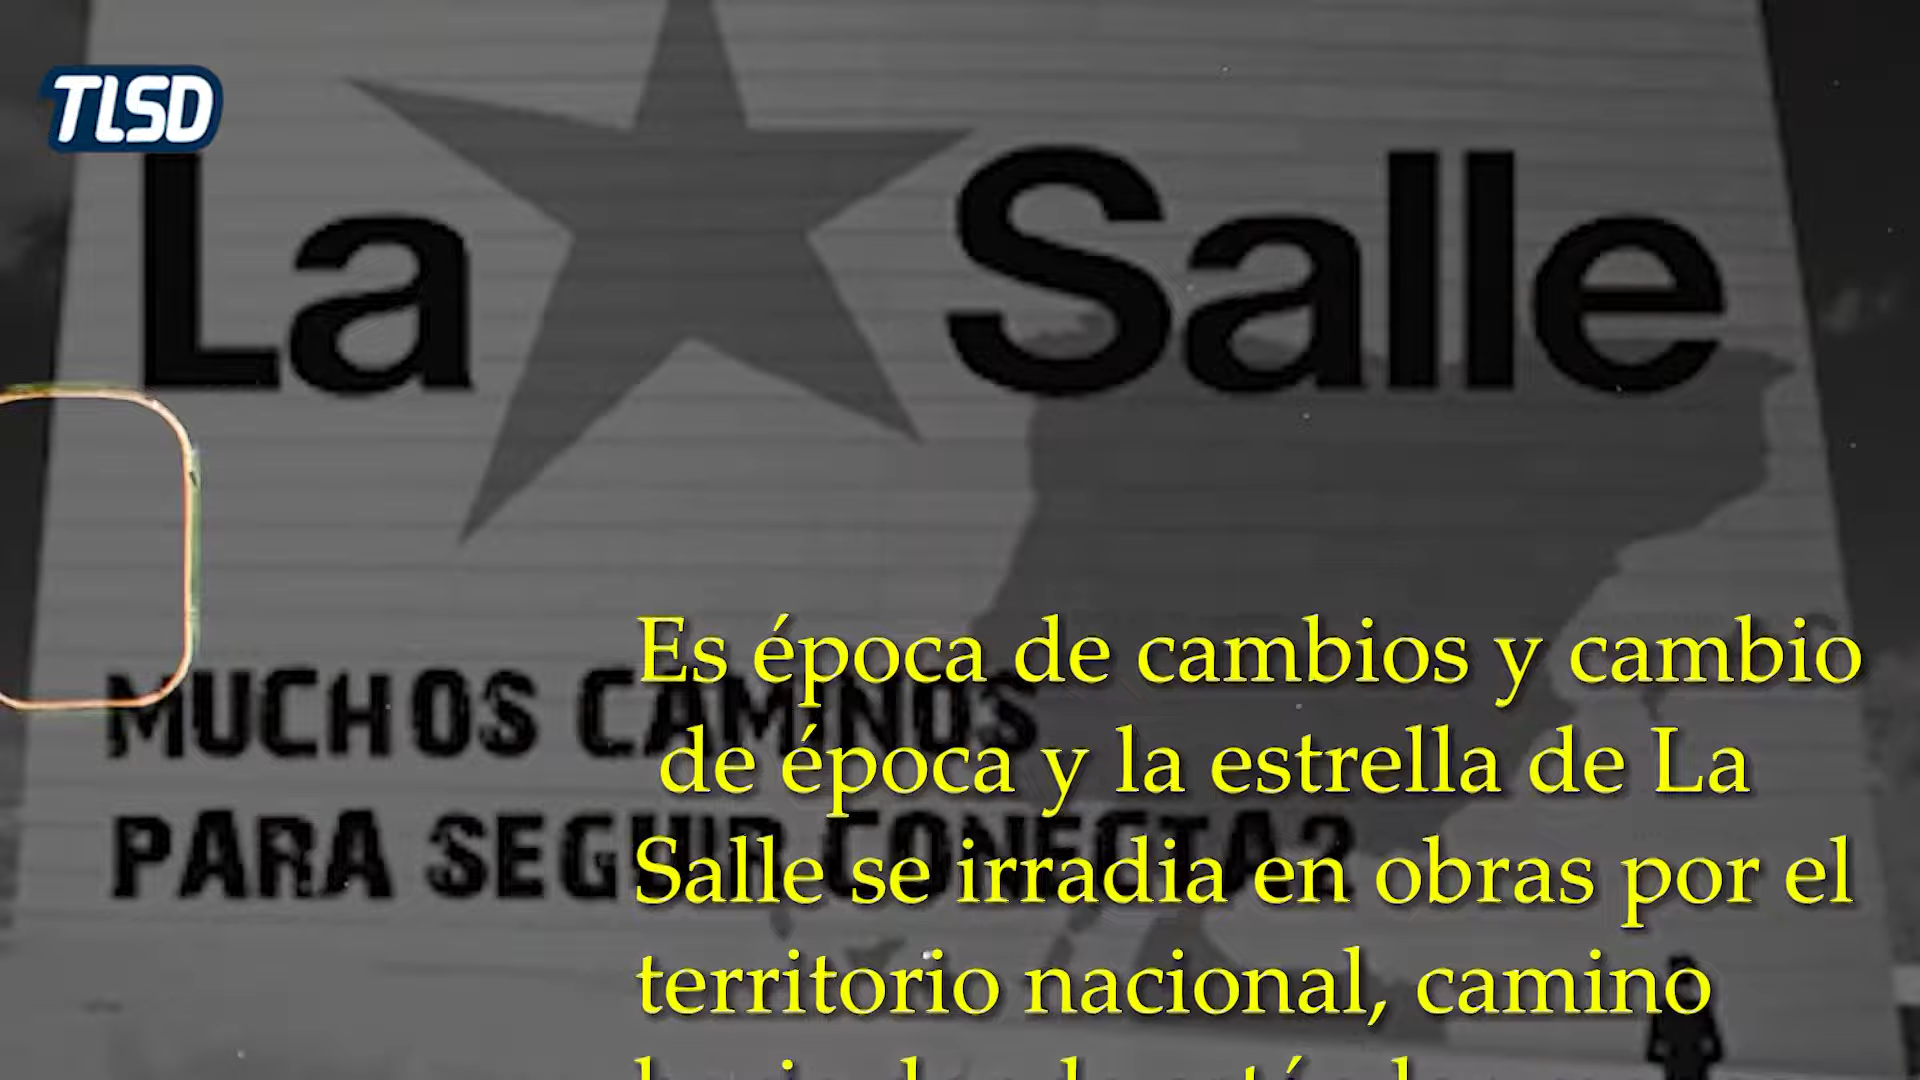 TLSD
La Salle
MUCHOS CAMINOS
PARA SEGUIR CONECTA2
Es época de cambios y cambio
de época y la estrella de La
Salle se irradia en obras por el
territorio nacional, camino